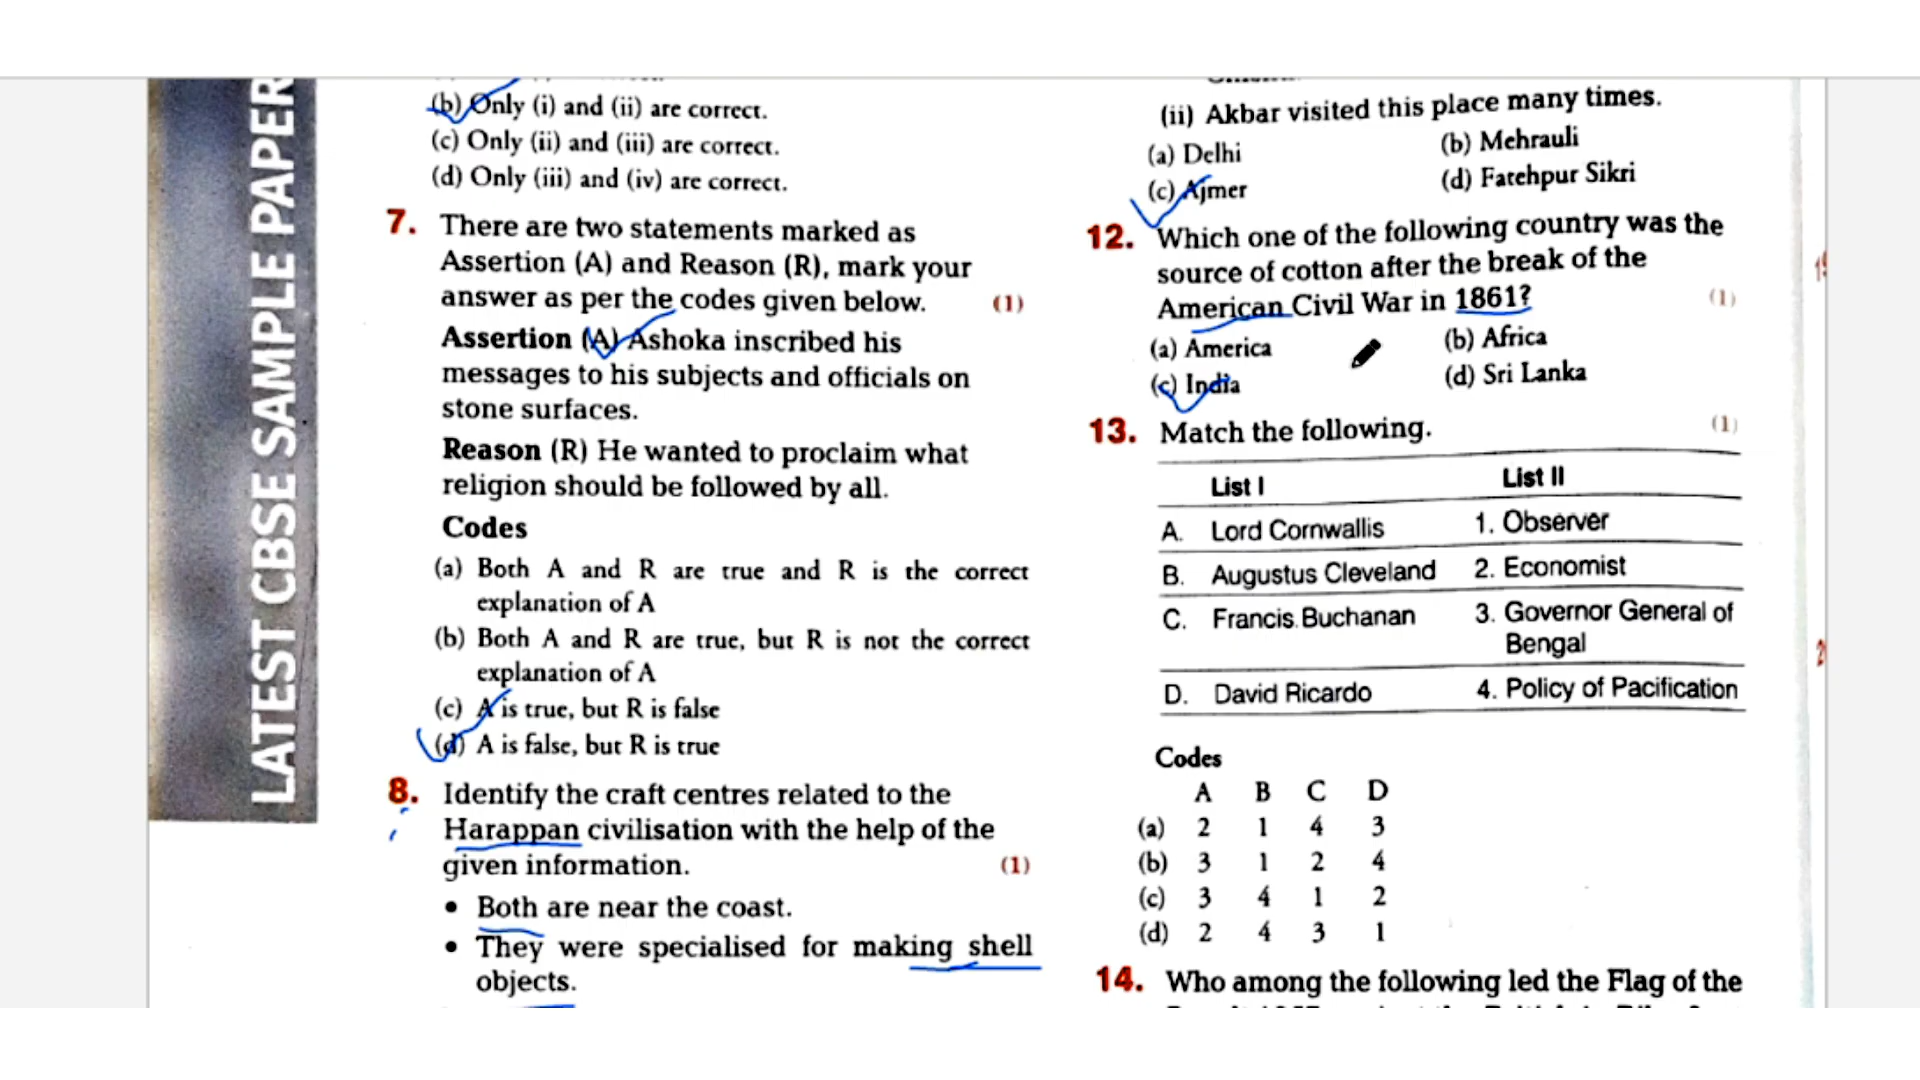 LATEST CBSE SAMPLE PAPER
(b) Only (i) and (ii) are correct.
(c) Only (ii) and (iii) are correct.
(d) Only (iii) and (iv) are correct.
7. There are two statements marked as
Assertion (A) and Reason (R), mark your
answer as per the codes given below. (1)
Assertion (A) Ashoka inscribed his
messages to his subjects and officials on
stone surfaces.
Reason (R) He wanted to proclaim what
religion should be followed by all.
Codes
(a) Both A and R are true and R is the correct
explanation of A
(b) Both A and R are true, but R is not the correct
explanation of A
(c) A is true, but R is false
(d) A is false, but R is true
8. Identify the craft centres related to the
Harappan civilisation with the help of the
given information. (1)
• Both are near the coast.
• They were specialised for making shell
objects.
(ii) Akbar visited this place many times.
(a) Delhi (b) Mehrauli
(c) Ajmer (d) Fatehpur Sikri
12. Which one of the following country was the
source of cotton after the break of the
American Civil War in 1861? (1)
(a) America (b) Africa
(c) India (d) Sri Lanka
13. Match the following. (1)
List I List II
A. Lord Cornwallis 1. Observer
B. Augustus Cleveland 2. Economist
C. Francis Buchanan 3. Governor General of
Bengal
D. David Ricardo 4. Policy of Pacification
Codes
A B C D
(a) 2 1 4 3
(b) 3 1 2 4
(c) 3 4 1 2
(d) 2 4 3 1
14. Who among the following led the Flag of the